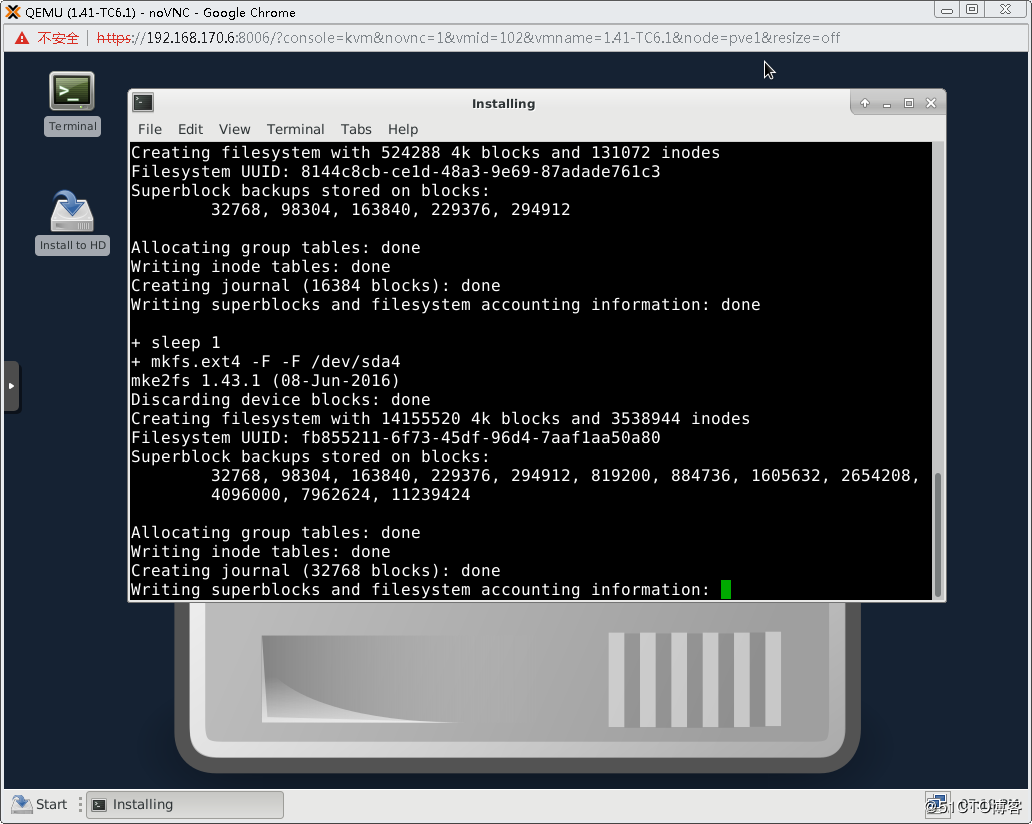 QEMU (1.41-TC6.1) - noVNC - Google Chrome
不安全 | https://192.168.170.6:8006/?console=kvm&novnc=1&vmid=102&vmname=1.41-TC6.1&node=pve1&resize=off
Terminal
Install to HD
Installing
File Edit View Terminal Tabs Help
Creating filesystem with 524288 4k blocks and 131072 inodes
Filesystem UUID: 8144c8cb-ce1d-48a3-9e69-87adade761c3
Superblock backups stored on blocks:
32768, 98304, 163840, 229376, 294912
Allocating group tables: done
Writing inode tables: done
Creating journal (16384 blocks): done
Writing superblocks and filesystem accounting information: done
+ sleep 1
+ mkfs.ext4 -F -F /dev/sda4
mke2fs 1.43.1 (08-Jun-2016)
Discarding device blocks: done
Creating filesystem with 14155520 4k blocks and 3538944 inodes
Filesystem UUID: fb855211-6f73-45df-96d4-7aaf1aa50a80
Superblock backups stored on blocks:
32768, 98304, 163840, 229376, 294912, 819200, 884736, 1605632, 2654208,
4096000, 7962624, 11239424
Allocating group tables: done
Writing inode tables: done
Creating journal (32768 blocks): done
Writing superblocks and filesystem accounting information:
Start
Installing
@51CTO博客